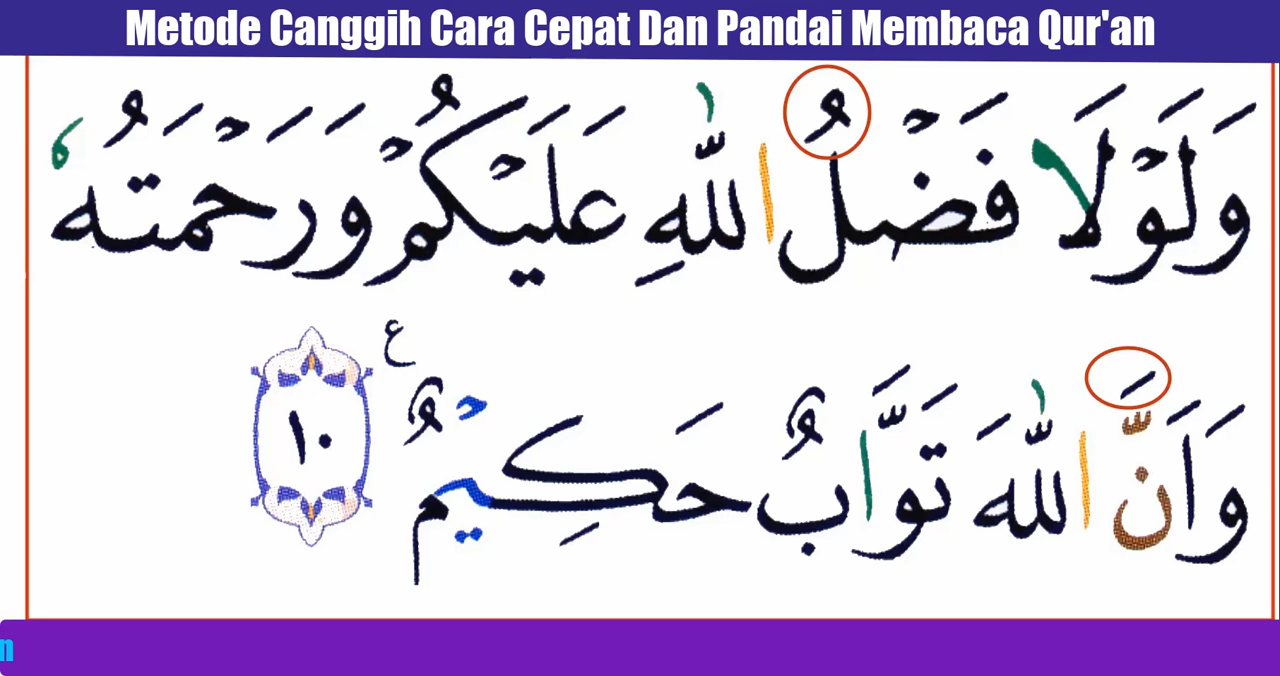 Metode Canggih Cara Cepat Dan Pandai Membaca Qur'an
وَلَوْلَا فَضْلُ اللّٰهِ عَلَيْكُمْ وَرَحْمَتُهٗ
وَاَنَّ اللّٰهَ تَوَّابٌ حَكِيْمٌ ࣖ ١٠
n